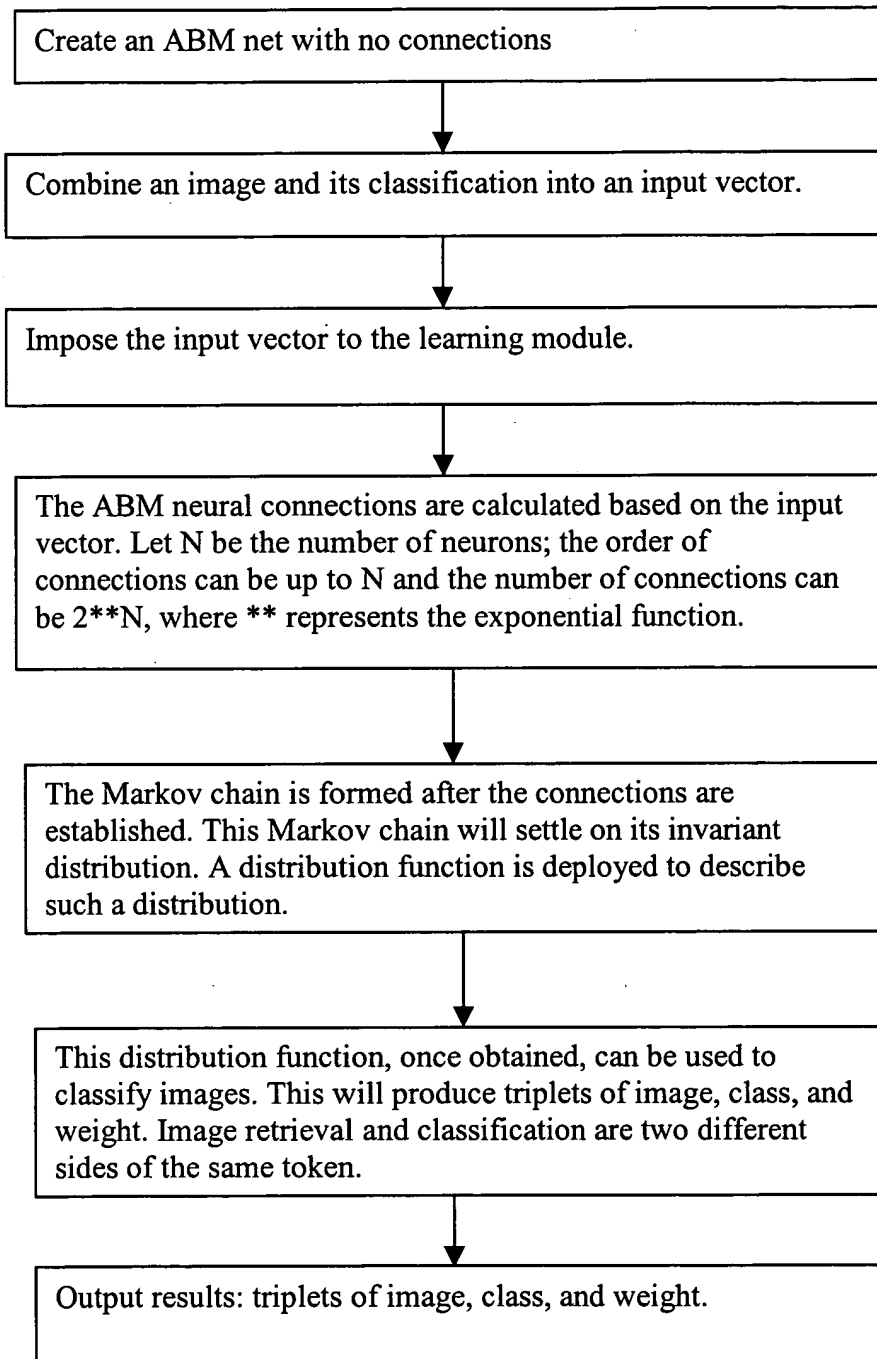 Create an ABM net with no connections
Combine an image and its classification into an input vector.
Impose the input vector to the learning module.
The ABM neural connections are calculated based on the input
vector. Let N be the number of neurons; the order of
connections can be up to N and the number of connections can
be 2**N, where ** represents the exponential function.
The Markov chain is formed after the connections are
established. This Markov chain will settle on its invariant
distribution. A distribution function is deployed to describe
such a distribution.
This distribution function, once obtained, can be used to
classify images. This will produce triplets of image, class, and
weight. Image retrieval and classification are two different
sides of the same token.
Output results: triplets of image, class, and weight.